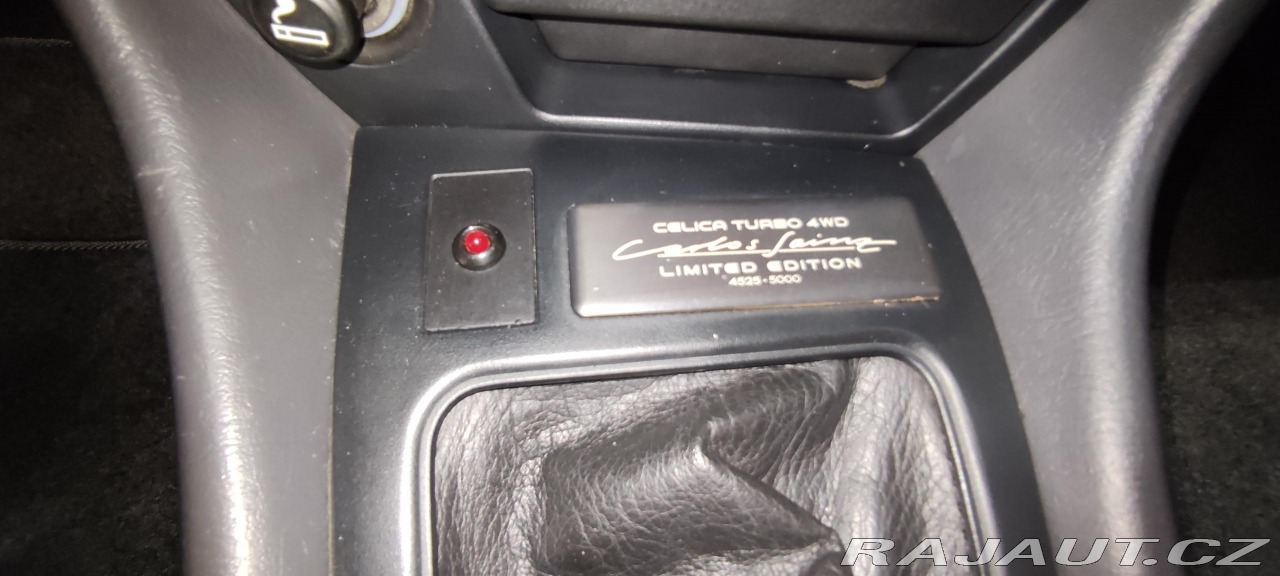 CELICA TURBO 4WD
Carlos Sainz
LIMITED EDITION
4525-5000
RAJAUT.CZ